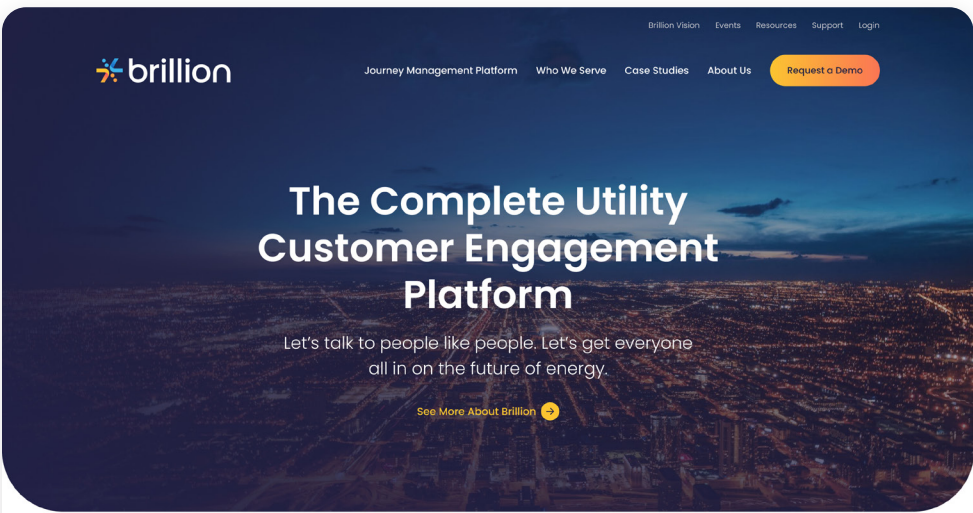 Brillion Vision Events Resources Support Login
brillion
Journey Management Platform Who We Serve Case Studies About Us Request a Demo
The Complete Utility
Customer Engagement
Platform
Let's talk to people like people. Let's get everyone
all in on the future of energy.
See More About Brillion